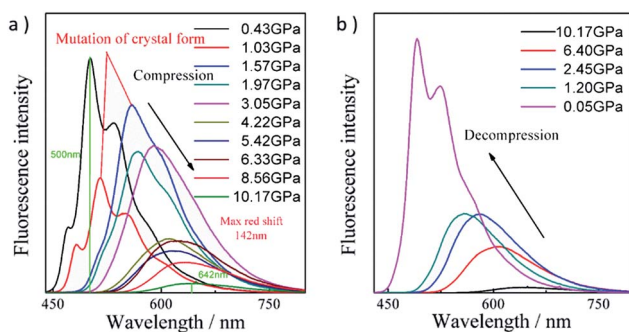 a )
Mutation of crystal form
Compression
500nm
0.43GPa
1.03GPa
1.57GPa
1.97GPa
3.05GPa
4.22GPa
5.42GPa
6.33GPa
8.56GPa
10.17GPa
Max red shift
142nm
642nm
Fluorescence intensity
450
600
750
Wavelength / nm
b )
10.17GPa
6.40GPa
2.45GPa
1.20GPa
0.05GPa
Decompression
Fluorescence intensity
450
600
750
Wavelength / nm